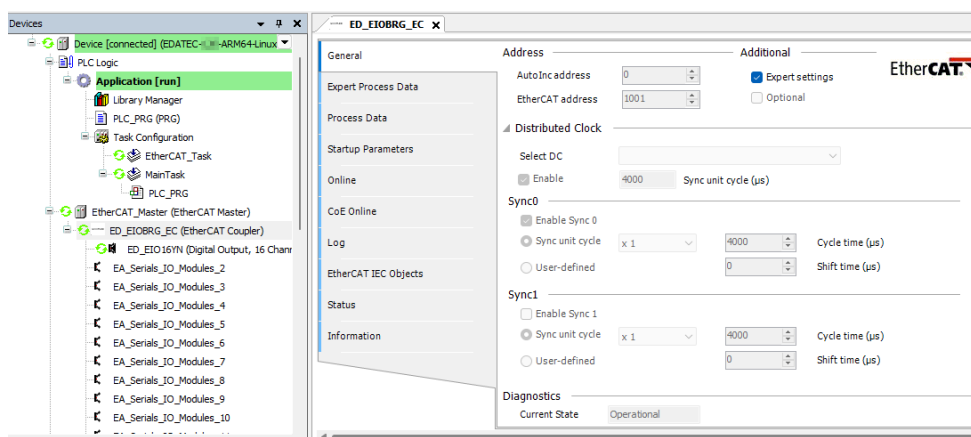 Devices
Device [connected] (EDATEC- -ARM64-Linux
PLC Logic
Application [run]
Library Manager
PLC_PRG (PRG)
Task Configuration
EtherCAT_Task
MainTask
PLC_PRG
EtherCAT_Master (EtherCAT Master)
ED_EIOBRG_EC (EtherCAT Coupler)
ED_EIO16YN (Digital Output, 16 Chann
EA_Serials_IO_Modules_2
EA_Serials_IO_Modules_3
EA_Serials_IO_Modules_4
EA_Serials_IO_Modules_5
EA_Serials_IO_Modules_6
EA_Serials_IO_Modules_7
EA_Serials_IO_Modules_8
EA_Serials_IO_Modules_9
EA_Serials_IO_Modules_10
ED_EIOBRG_EC
General
Expert Process Data
Process Data
Startup Parameters
Online
CoE Online
Log
EtherCAT IEC Objects
Status
Information
Address
AutoInc address 0
EtherCAT address 1001
Additional
Expert settings
Optional
EtherCAT
Distributed Clock
Select DC
Enable 4000 Sync unit cycle (µs)
Sync0
Enable Sync 0
Sync unit cycle x 1 4000 Cycle time (µs)
User-defined 0 Shift time (µs)
Sync1
Enable Sync 1
Sync unit cycle x 1 4000 Cycle time (µs)
User-defined 0 Shift time (µs)
Diagnostics
Current State Operational